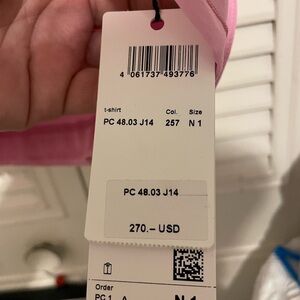 4 061737 493776
t-shirt Col. Size
PC 48.03 J14 257 N 1
PC 48.03 J14
270.– USD
Order
PC 1 A N 1